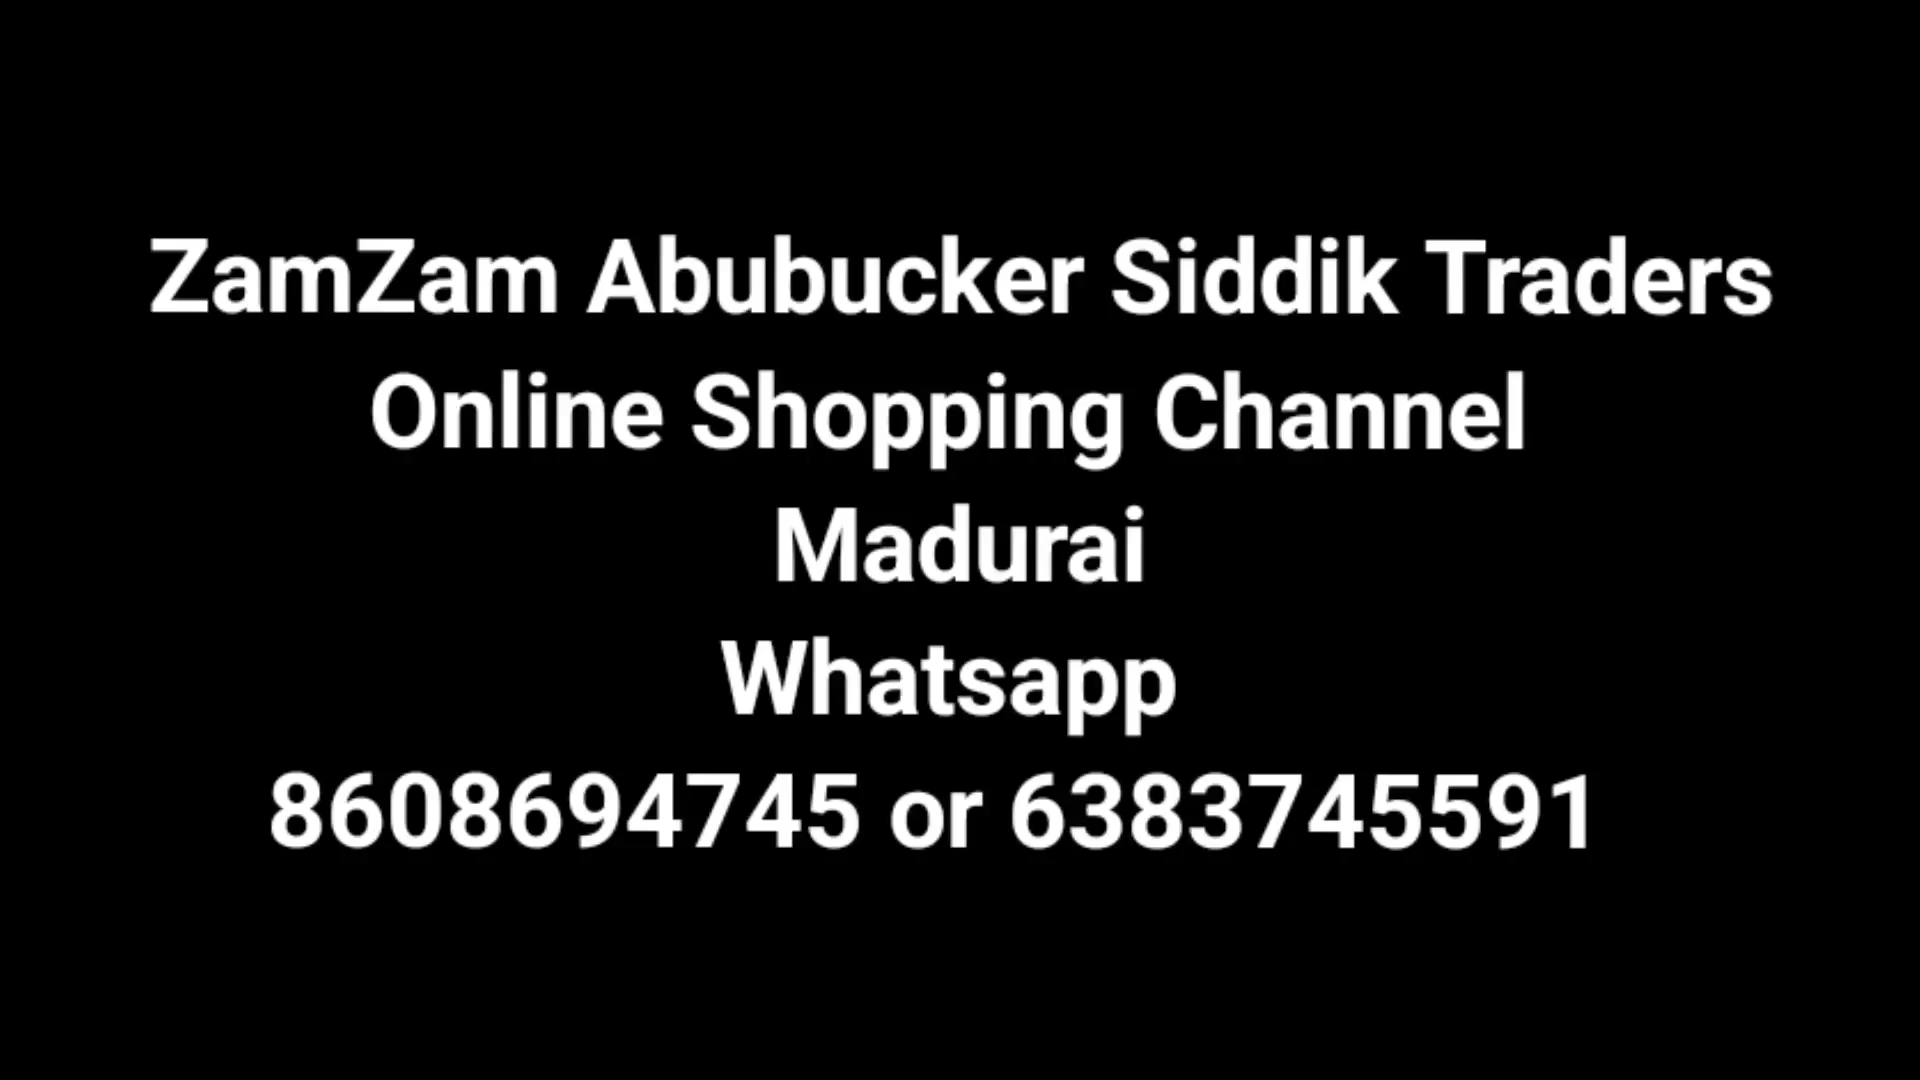 ZamZam Abubucker Siddik Traders
Online Shopping Channel
Madurai
Whatsapp
8608694745 or 6383745591